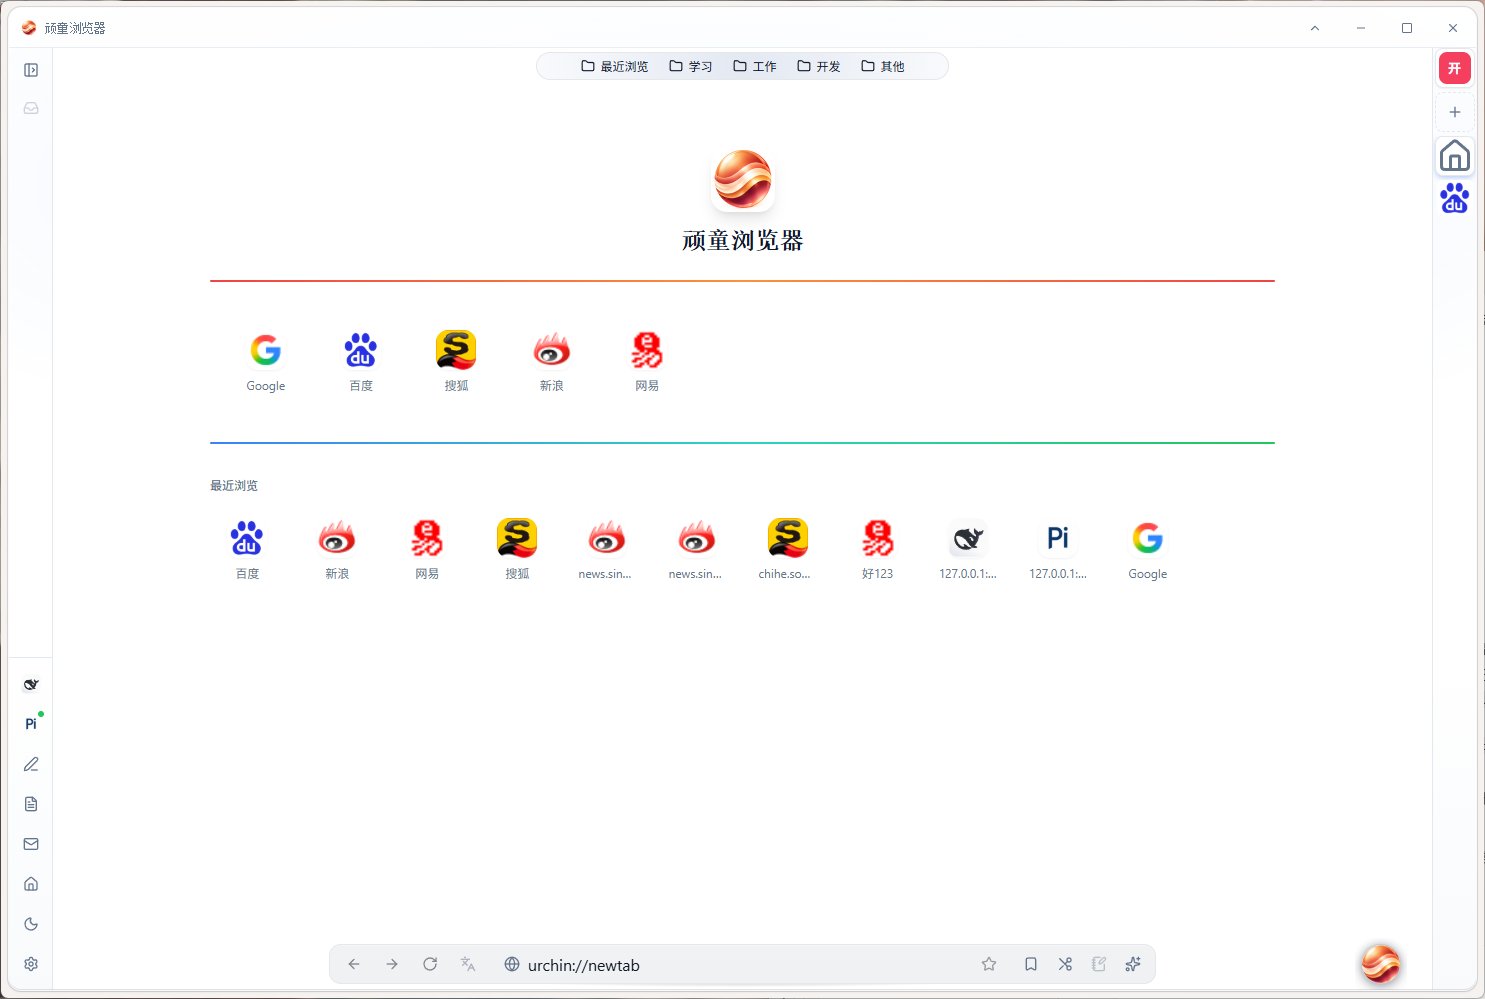 顽童浏览器
最近浏览 学习 工作 开发 其他
开
du
顽童浏览器
Google 百度 搜狐 新浪 网易
最近浏览
百度 新浪 网易 搜狐 news.sin... news.sin... chihe.so... 好123 127.0.0.1:... 127.0.0.1:... Google
Pi
Pi
urchin://newtab